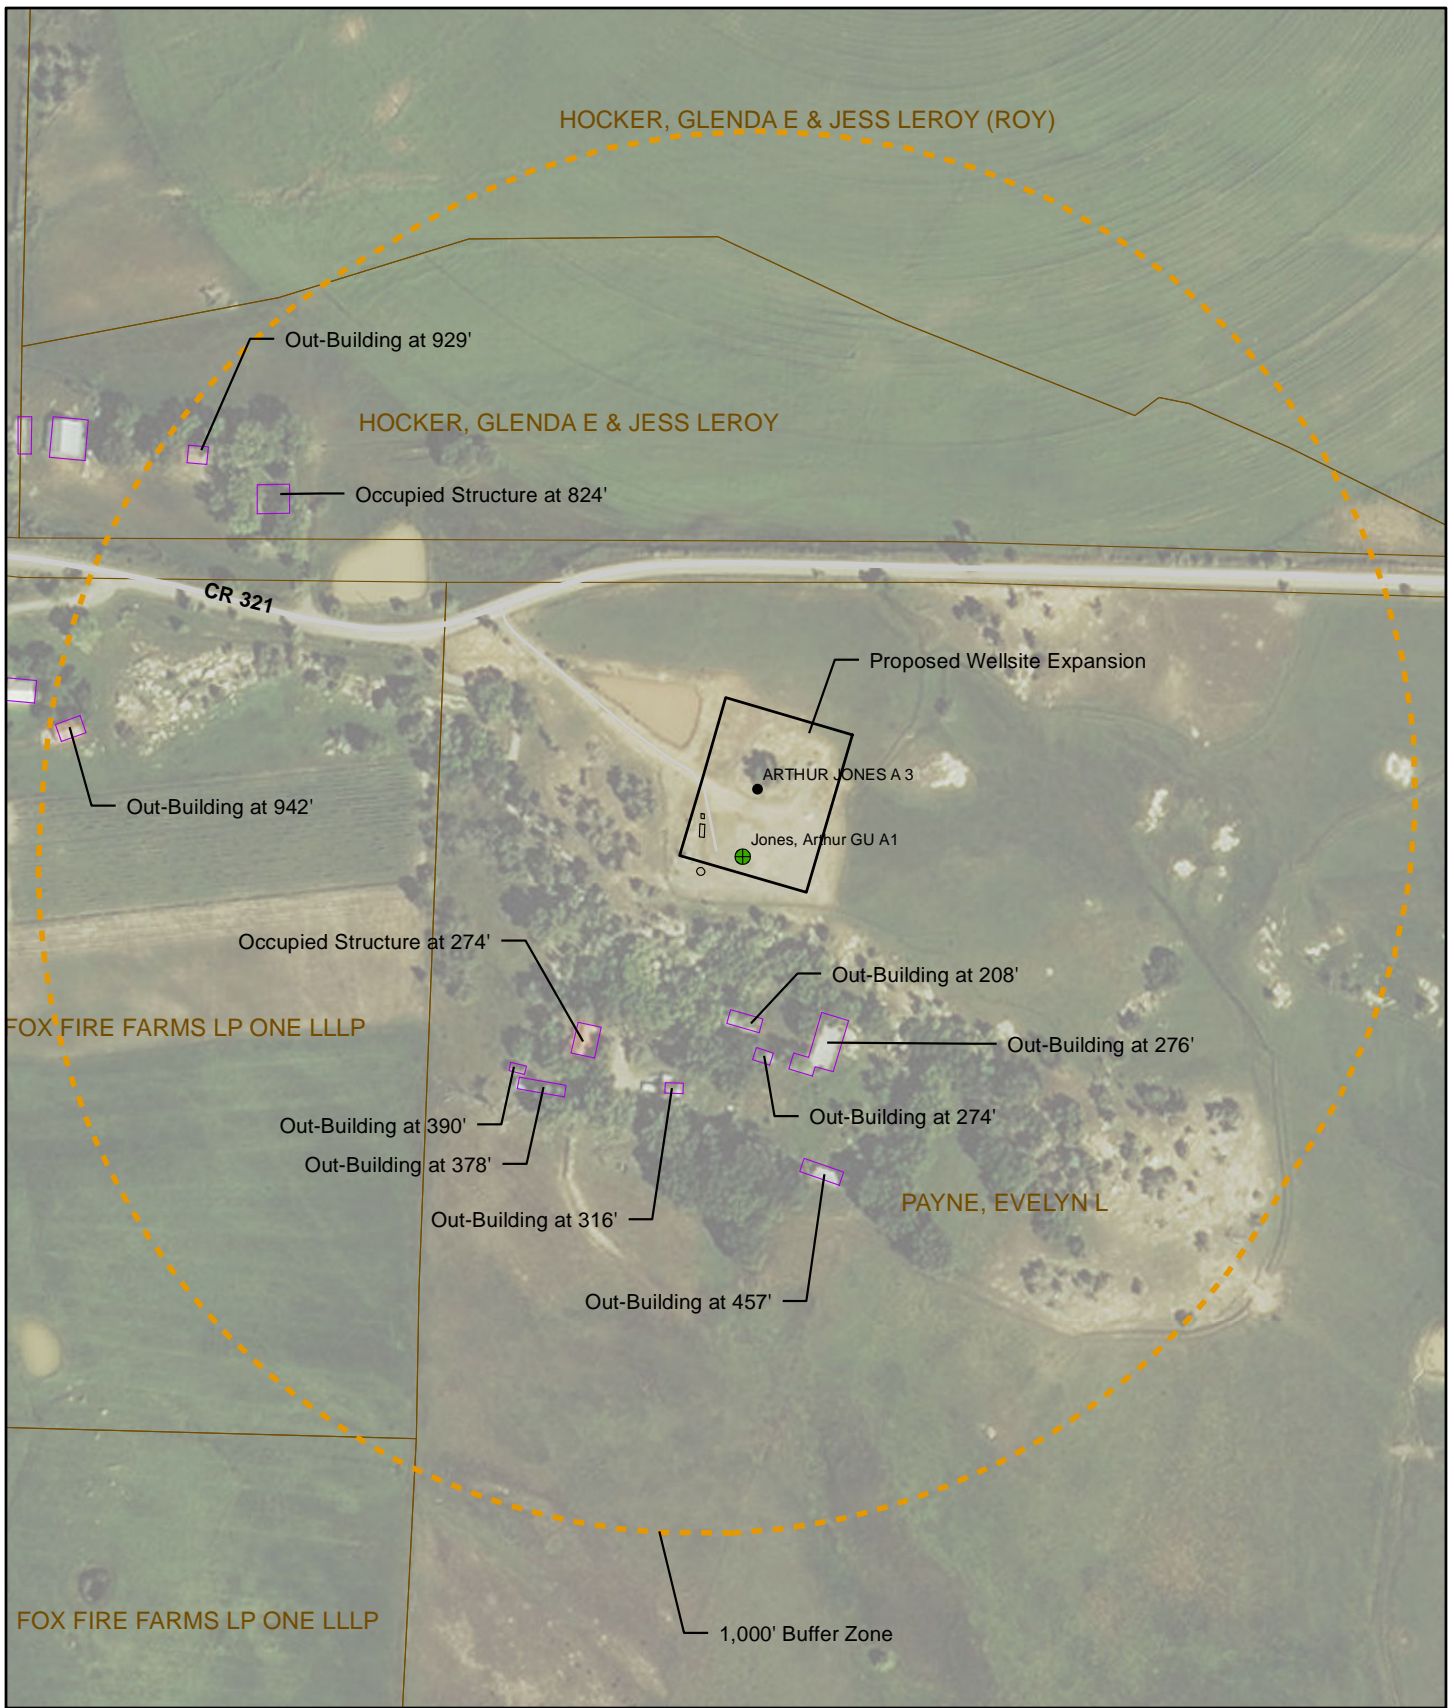 HOCKER, GLENDA E & JESS LEROY (ROY)
Out-Building at 929'
HOCKER, GLENDA E & JESS LEROY
Occupied Structure at 824'
CR 321
Proposed Wellsite Expansion
ARTHUR JONES A 3
Out-Building at 942'
Jones, Arthur GU A1
Occupied Structure at 274'
Out-Building at 208'
FOX FIRE FARMS LP ONE LLLP
Out-Building at 276'
Out-Building at 274'
Out-Building at 390'
Out-Building at 378'
PAYNE, EVELYN L
Out-Building at 316'
Out-Building at 457'
FOX FIRE FARMS LP ONE LLLP
1,000' Buffer Zone